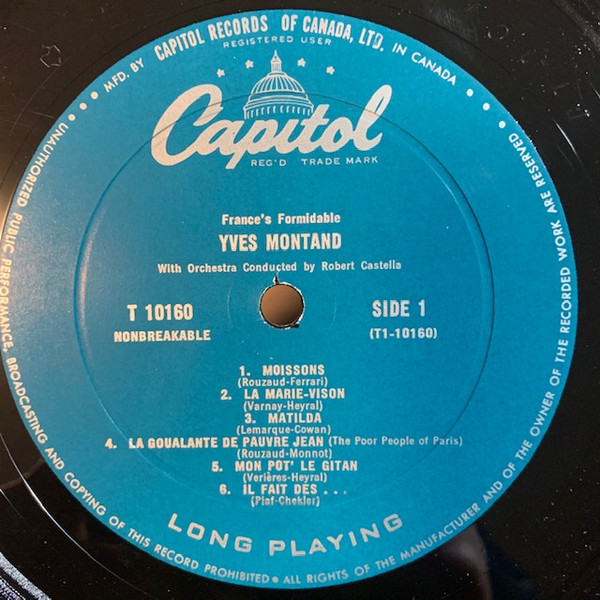 MFD. BY CAPITOL RECORDS OF CANADA, LTD. IN CANADA
REGISTERED USER
Capitol
REG'D TRADE MARK
France's Formidable
YVES MONTAND
With Orchestra Conducted by Robert Castella
T 10160
SIDE 1
NONBREAKABLE
(T1-10160)
1. MOISSONS
(Rouzaud-Ferrari)
2. LA MARIE-VISON
(Varnay-Heyral)
3. MATILDA
(Lemarque-Cowan)
4. LA GOUALANTE DE PAUVRE JEAN (The Poor People of Paris)
(Rouzaud-Monnot)
5. MON POT' LE GITAN
(Verières-Heyral)
6. IL FAIT DES . . .
(Piaf-Chekler)
LONG PLAYING
UNAUTHORIZED PUBLIC PERFORMANCE, BROADCASTING AND COPYING OF THIS RECORD PROHIBITED • ALL RIGHTS OF THE MANUFACTURER AND OF THE OWNER OF THE RECORDED WORK ARE RESERVED